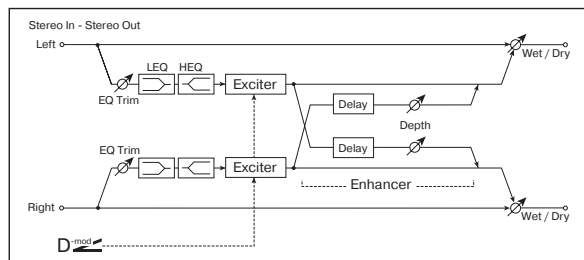 Stereo In - Stereo Out
Left
Wet / Dry
LEQ HEQ
EQ Trim
Exciter
Delay
Depth
EQ Trim
Delay
Exciter
Enhancer
Right
Wet / Dry
D-mod